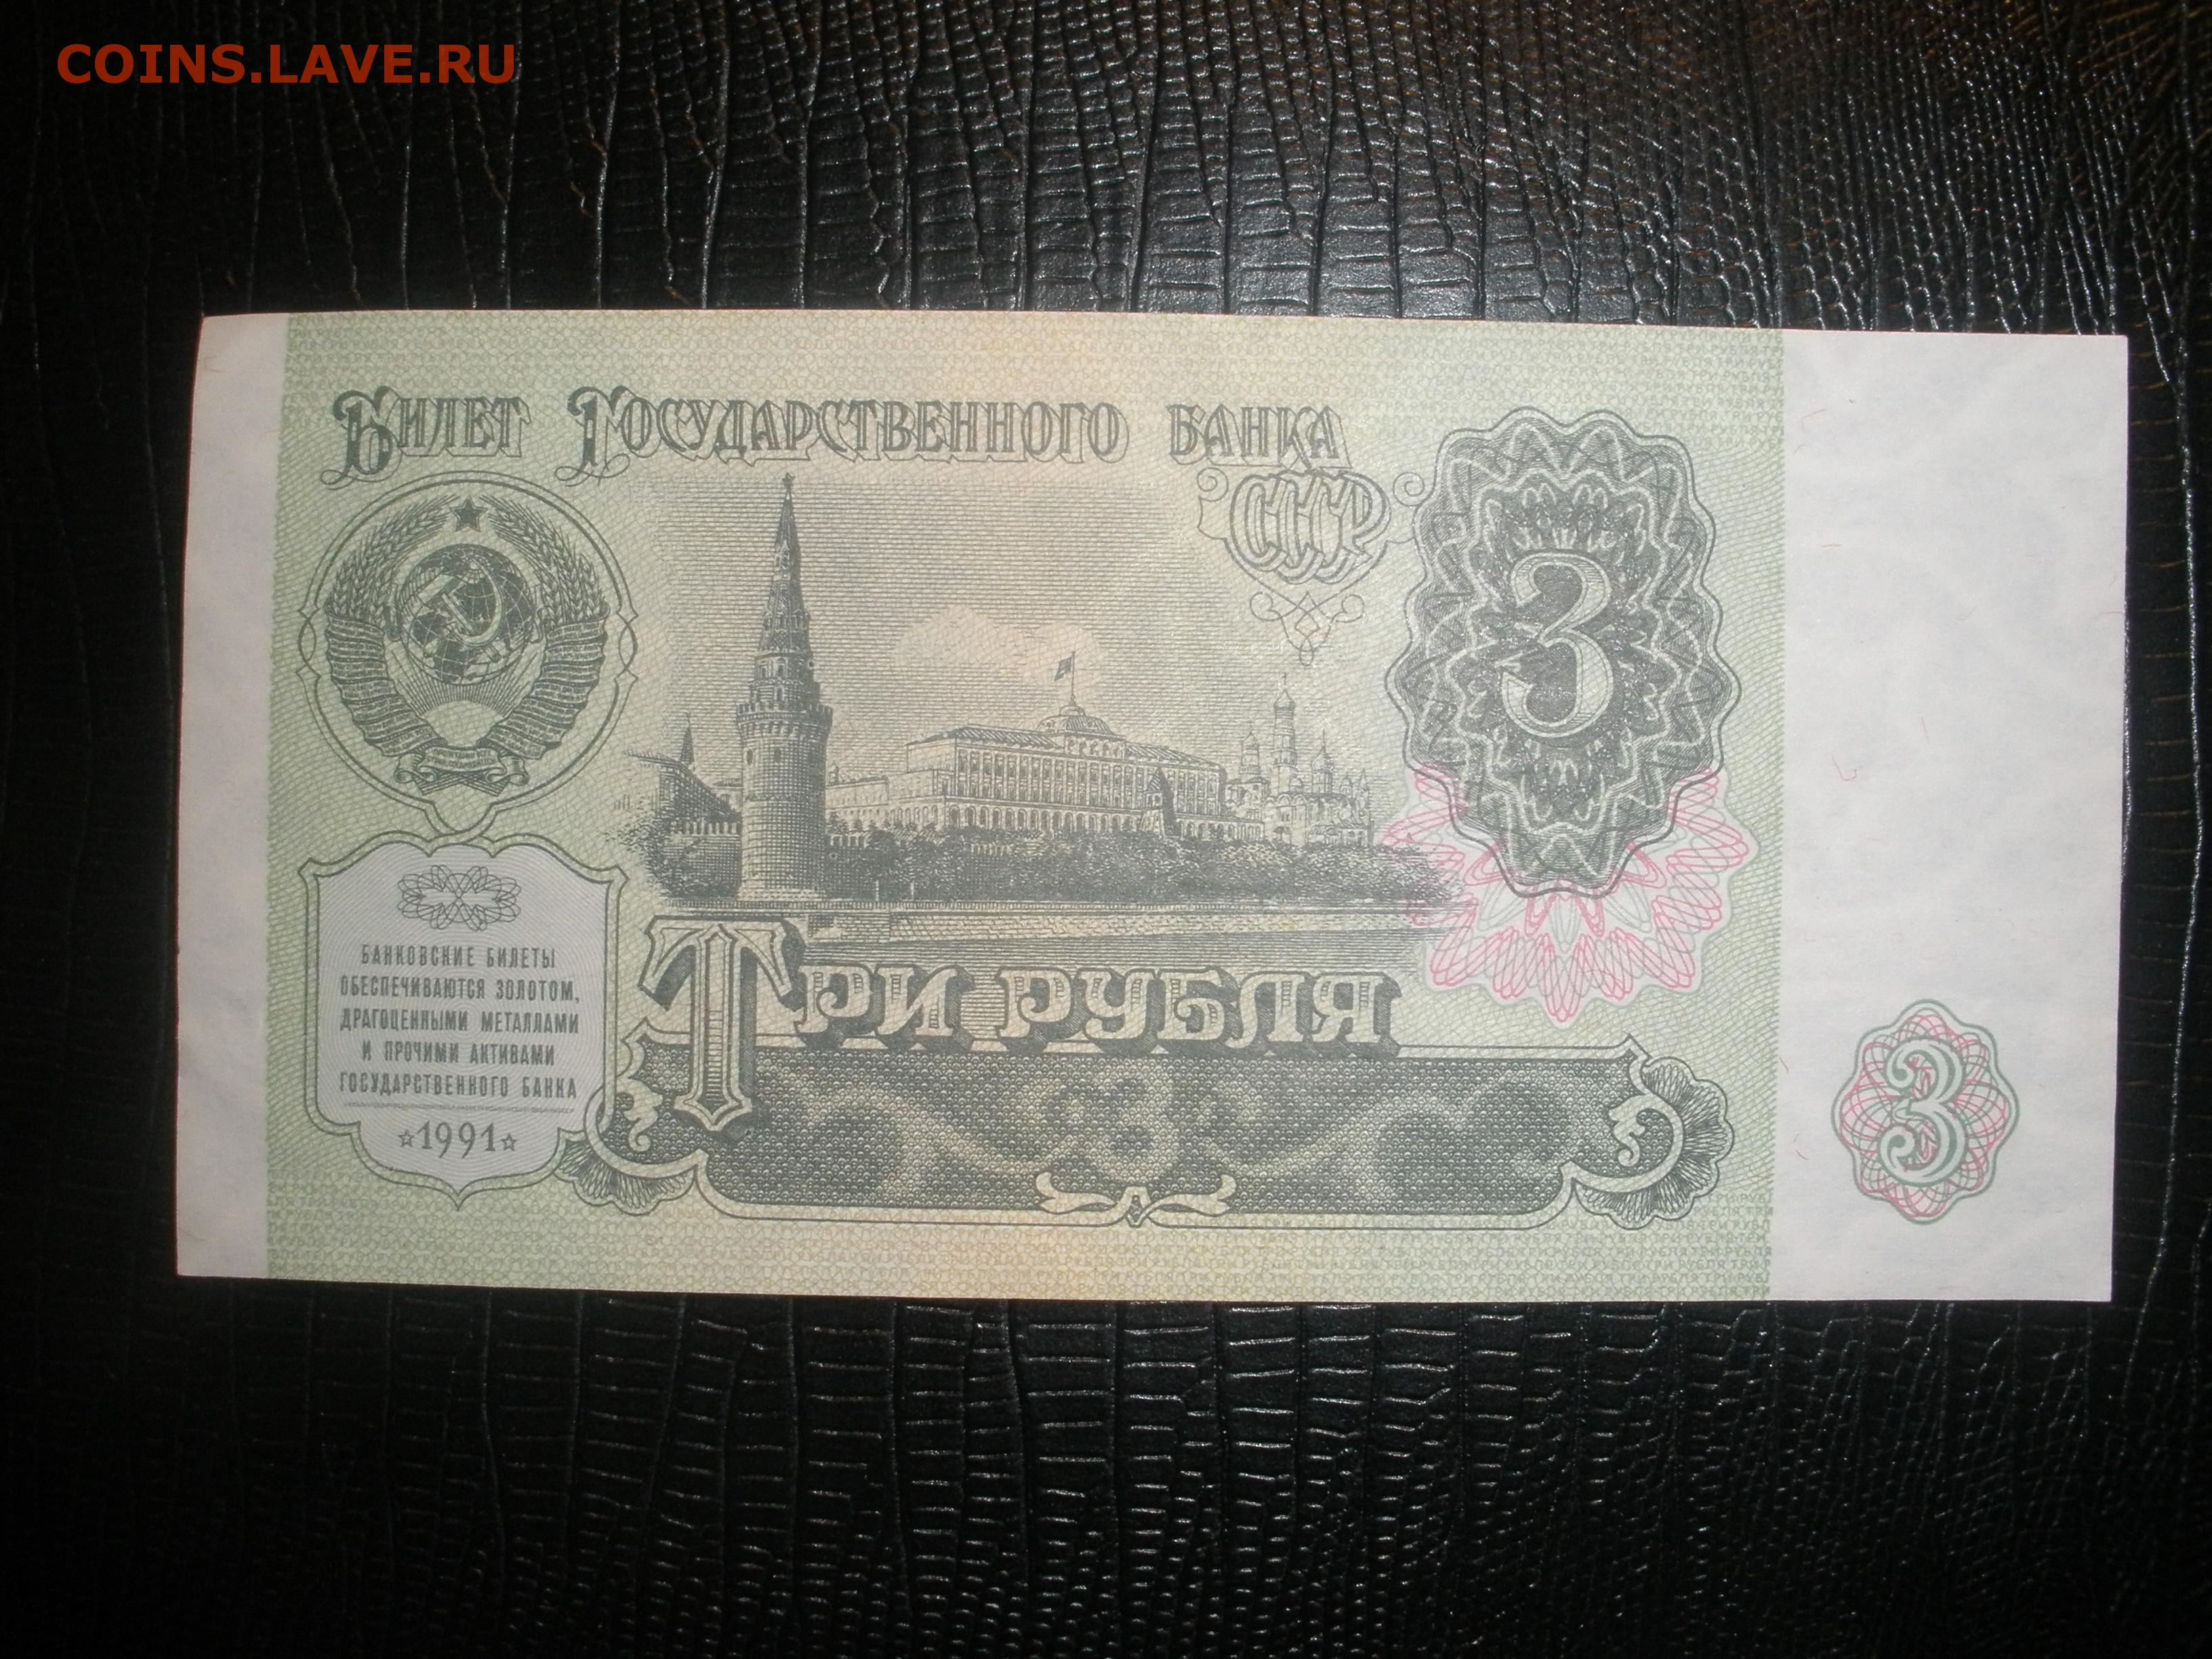 COINS.LAVE.RU
БИЛЕТ ГОСУДАРСТВЕННОГО БАНКА
СССР
3
БАНКОВСКИЕ БИЛЕТЫ
ОБЕСПЕЧИВАЮТСЯ ЗОЛОТОМ,
ДРАГОЦЕННЫМИ МЕТАЛЛАМИ
И ПРОЧИМИ АКТИВАМИ
ГОСУДАРСТВЕННОГО БАНКА
☆1991☆
ТРИ РУБЛЯ
3
3